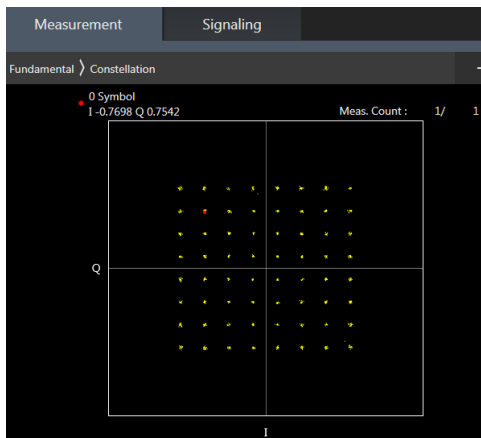 Measurement Signaling
Fundamental 〉 Constellation
0 Symbol
I -0.7698 Q 0.7542 Meas. Count : 1/ 1
Q
I